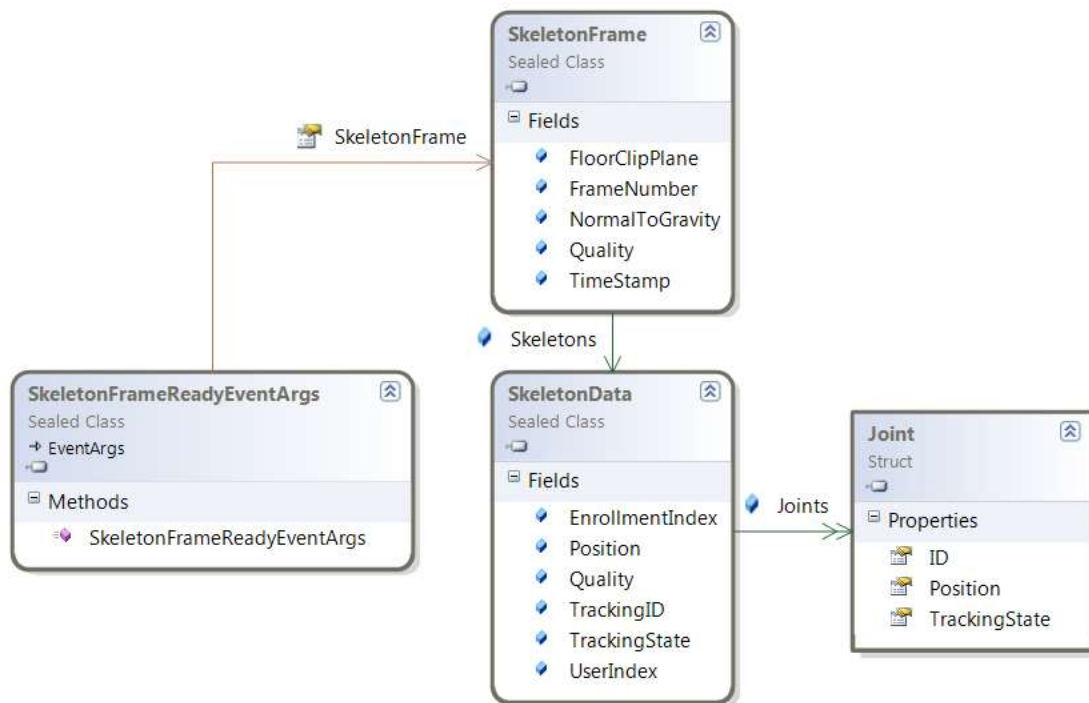 SkeletonFrame
Sealed Class
Fields
FloorClipPlane
FrameNumber
NormalToGravity
Quality
TimeStamp
SkeletonFrame
Skeletons
SkeletonFrameReadyEventArgs
Sealed Class
EventArgs
Methods
SkeletonFrameReadyEventArgs
SkeletonData
Sealed Class
Fields
EnrollmentIndex
Position
Quality
TrackingID
TrackingState
UserIndex
Joints
Joint
Struct
Properties
ID
Position
TrackingState